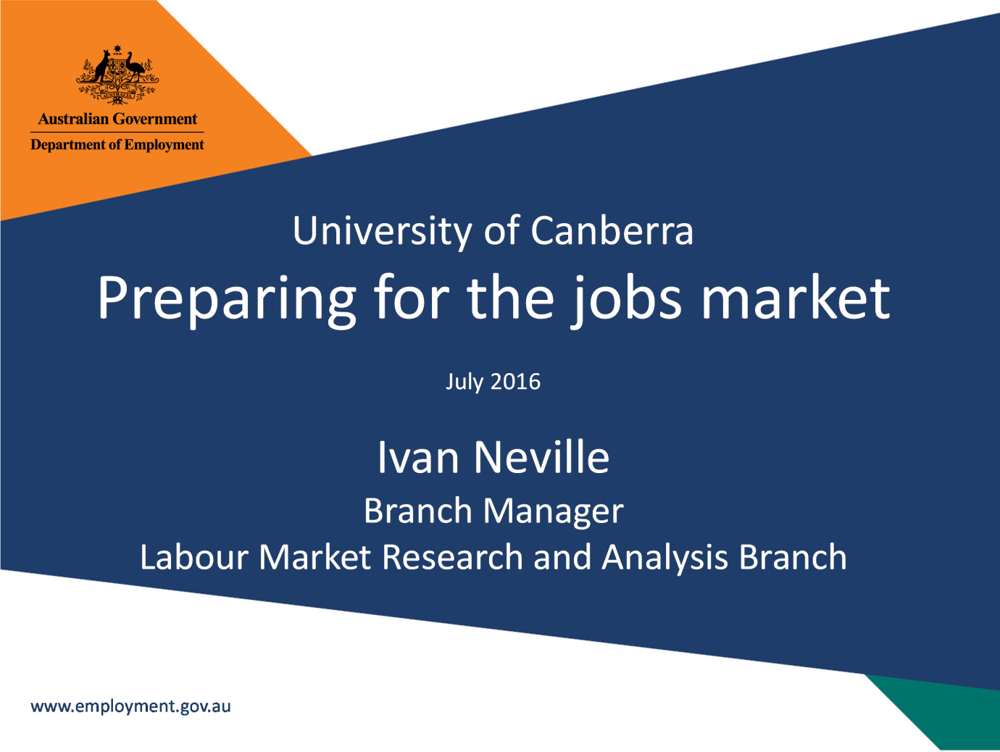 AUSTRALIA
Australian Government
Department of Employment
University of Canberra
Preparing for the jobs market
July 2016
Ivan Neville
Branch Manager
Labour Market Research and Analysis Branch
www.employment.gov.au